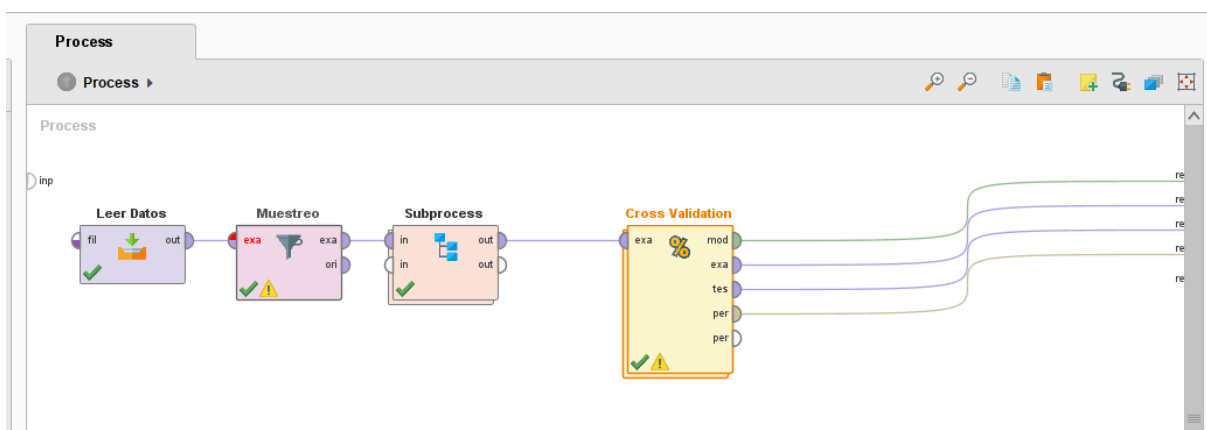 Process
Process
Process
inp
Leer Datos
Muestreo
Subprocess
Cross Validation
fil out
exa exa
ori
in out
in out
exa % mod
exa
tes
per
per
re
re
re
re
re